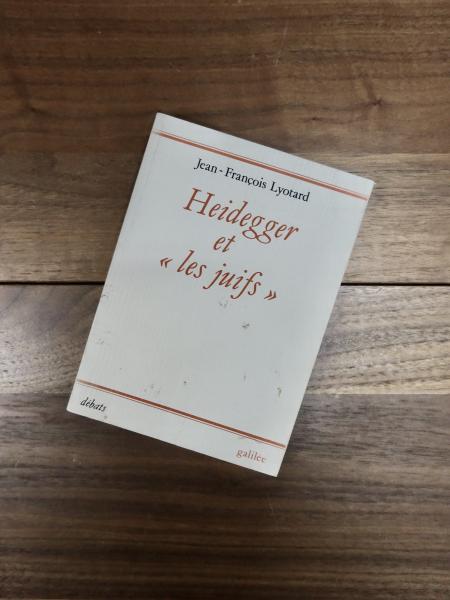 Jean-François Lyotard
Heidegger
et
« les juifs »
débats
galilée